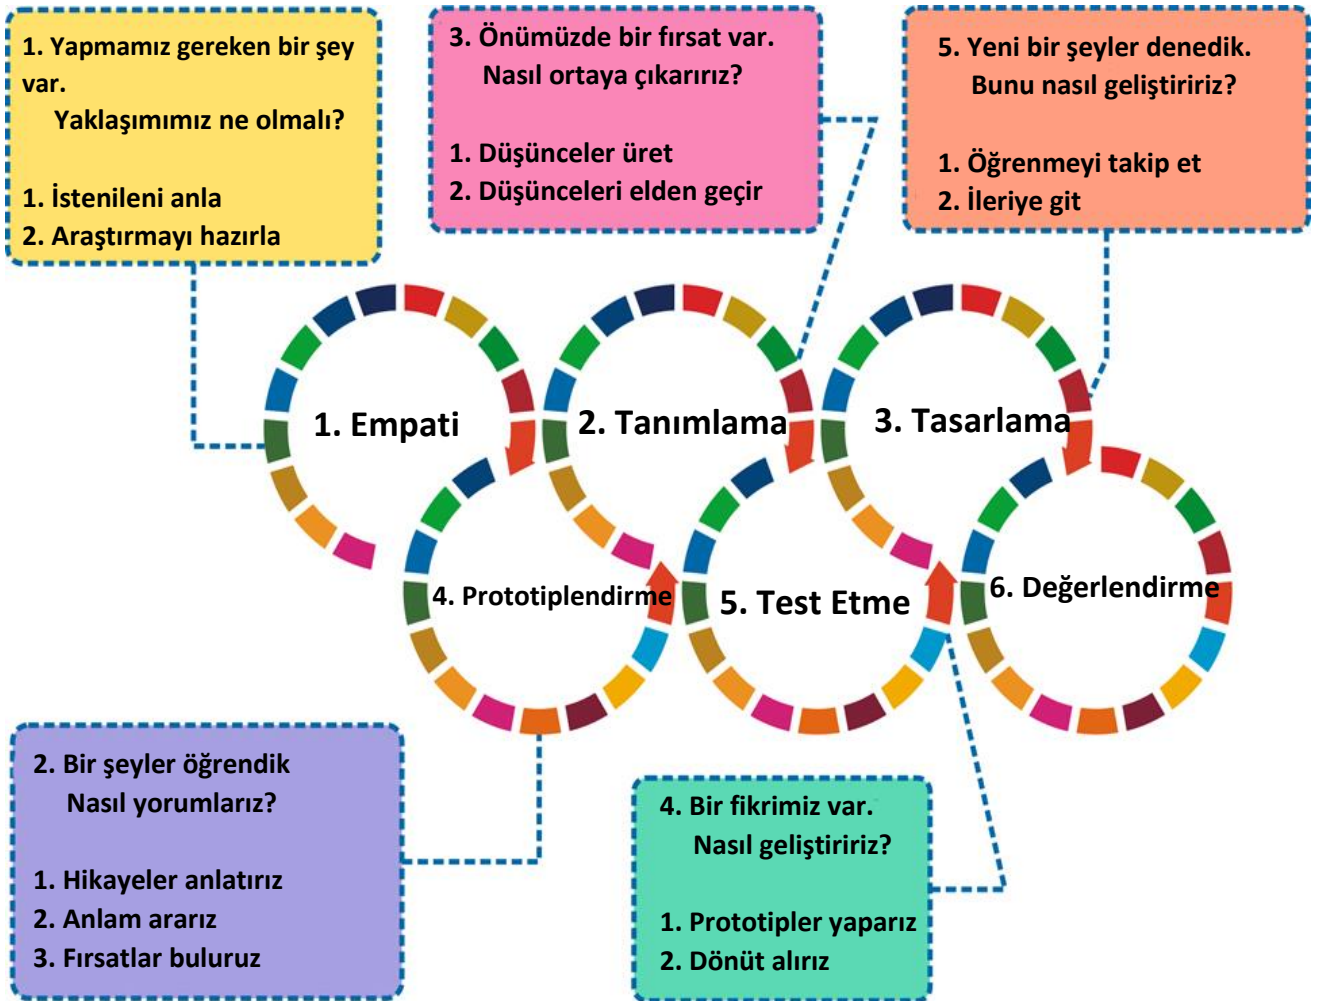 1. Yapmamız gereken bir şey
var.
Yaklaşımımız ne olmalı?
1. İstenileni anla
2. Araştırmayı hazırla
3. Önümüzde bir fırsat var.
Nasıl ortaya çıkarırız?
1. Düşünceler üret
2. Düşünceleri elden geçir
5. Yeni bir şeyler denedik.
Bunu nasıl geliştiririz?
1. Öğrenmeyi takip et
2. İleriye git
1. Empati
2. Tanımlama
3. Tasarlama
4. Prototiplendirme
5. Test Etme
6. Değerlendirme
2. Bir şeyler öğrendik
Nasıl yorumlarız?
1. Hikayeler anlatırız
2. Anlam ararız
3. Fırsatlar buluruz
4. Bir fikrimiz var.
Nasıl geliştiririz?
1. Prototipler yaparız
2. Dönüt alırız